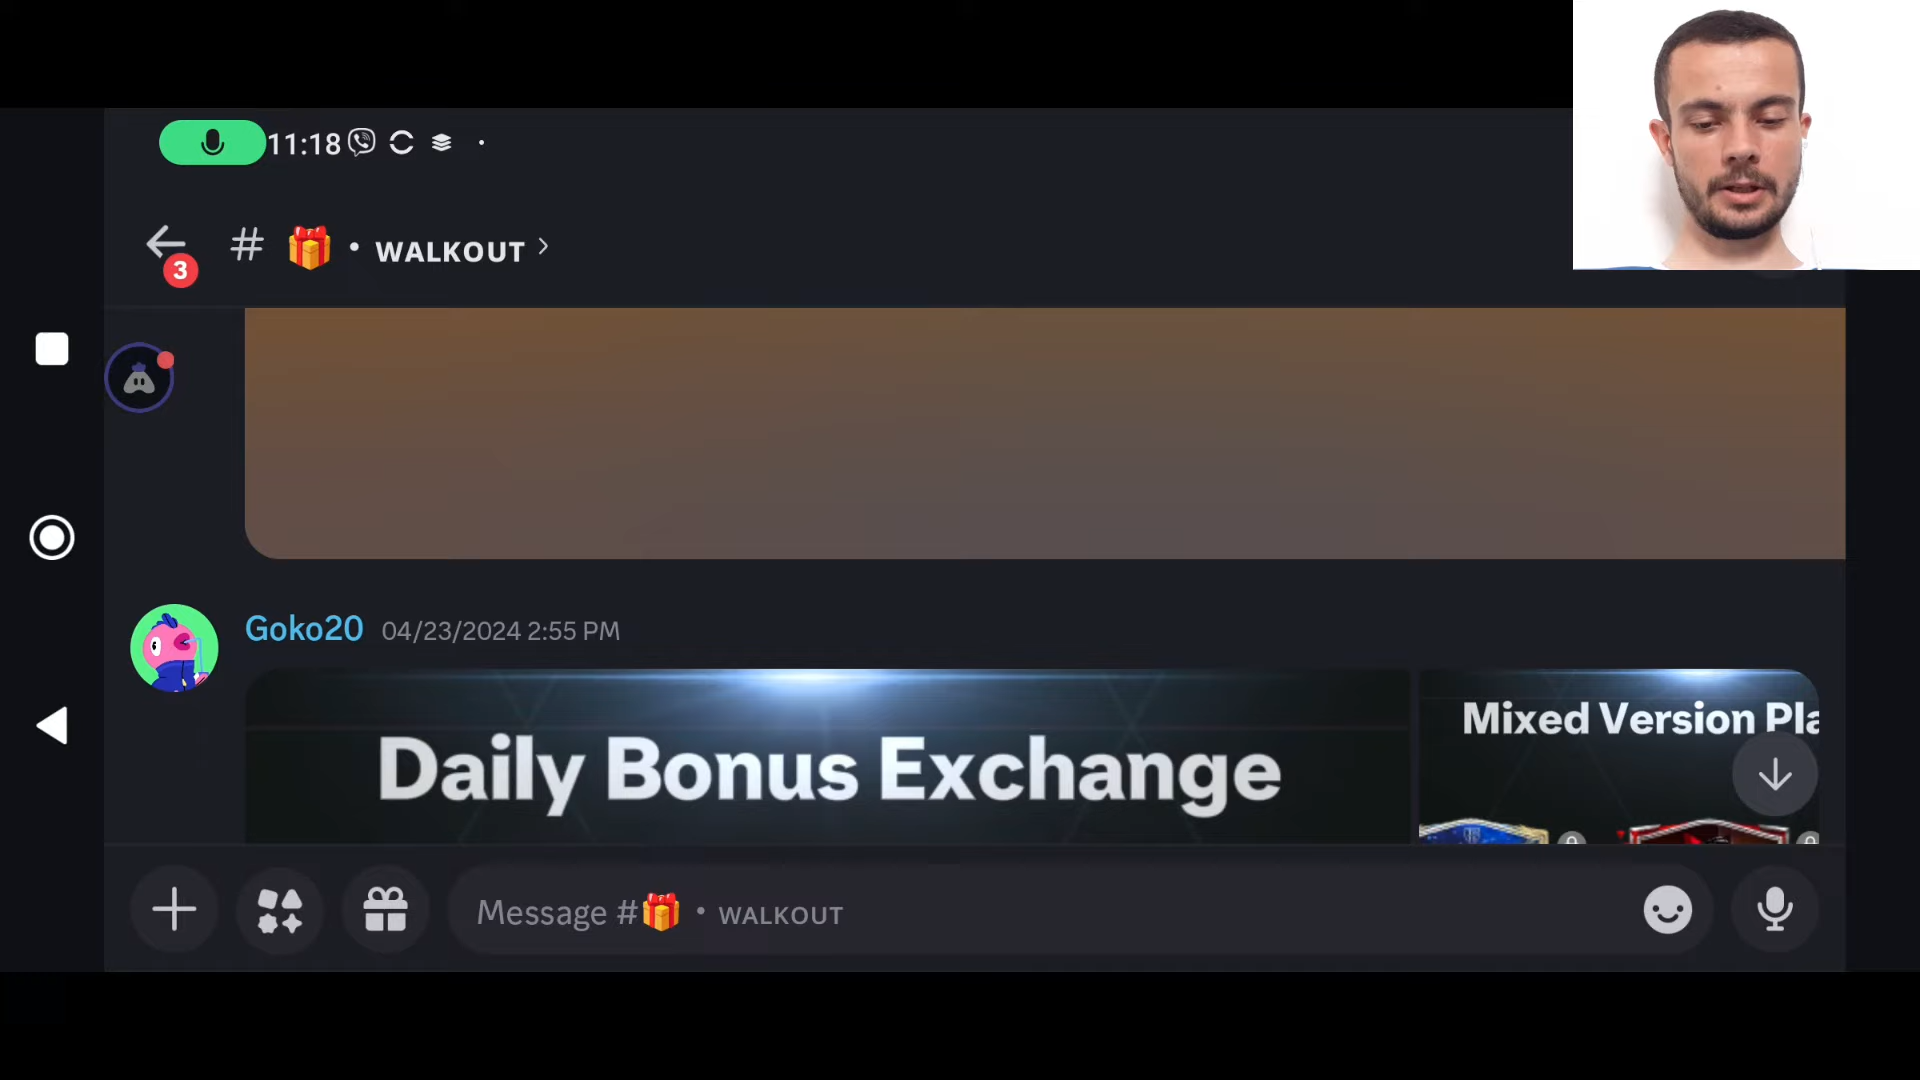 11:18
3
# 🎁 • WALKOUT >
Goko20 04/23/2024 2:55 PM
Daily Bonus Exchange
Mixed Version Pla
Message #🎁 • WALKOUT